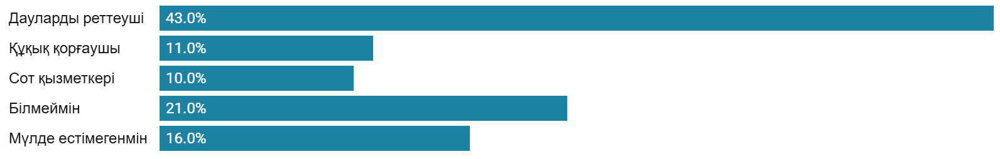 Дауларды реттеуші 43.0%
Құқық қорғаушы 11.0%
Сот қызметкері 10.0%
Білмеймін 21.0%
Мүлде естімегенмін 16.0%